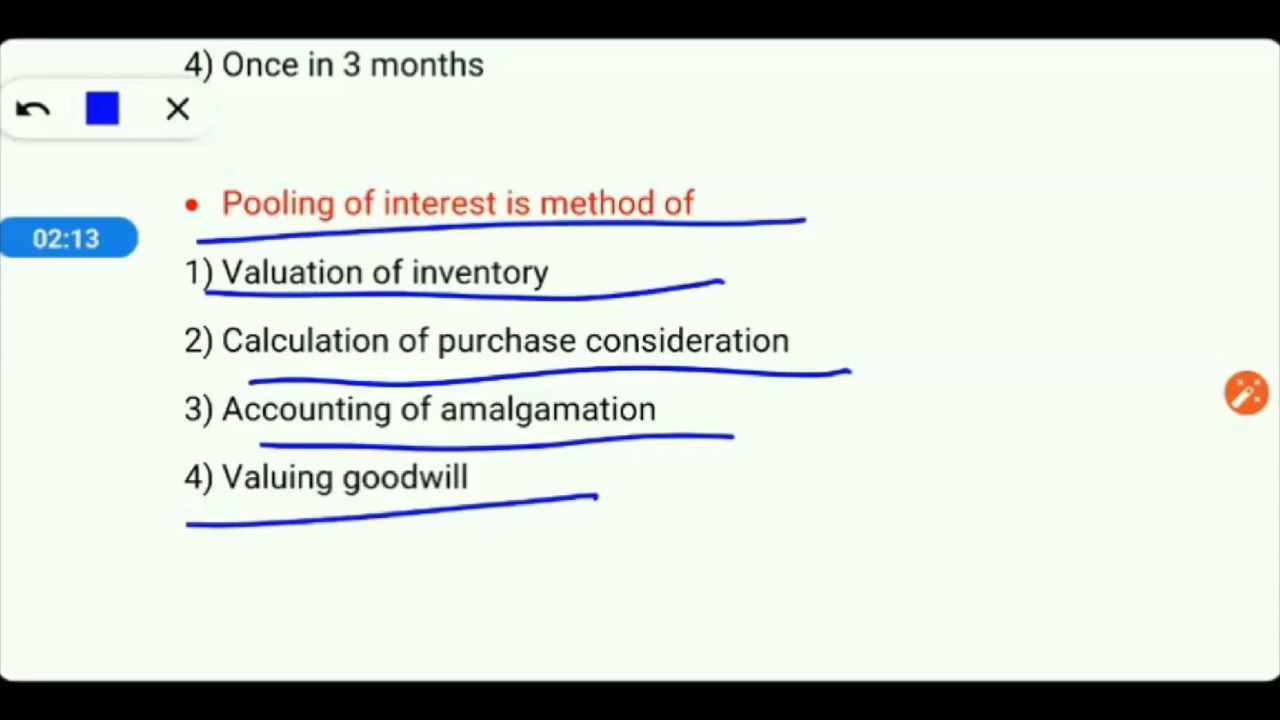 4) Once in 3 months
• Pooling of interest is method of
02:13
1) Valuation of inventory
2) Calculation of purchase consideration
3) Accounting of amalgamation
4) Valuing goodwill